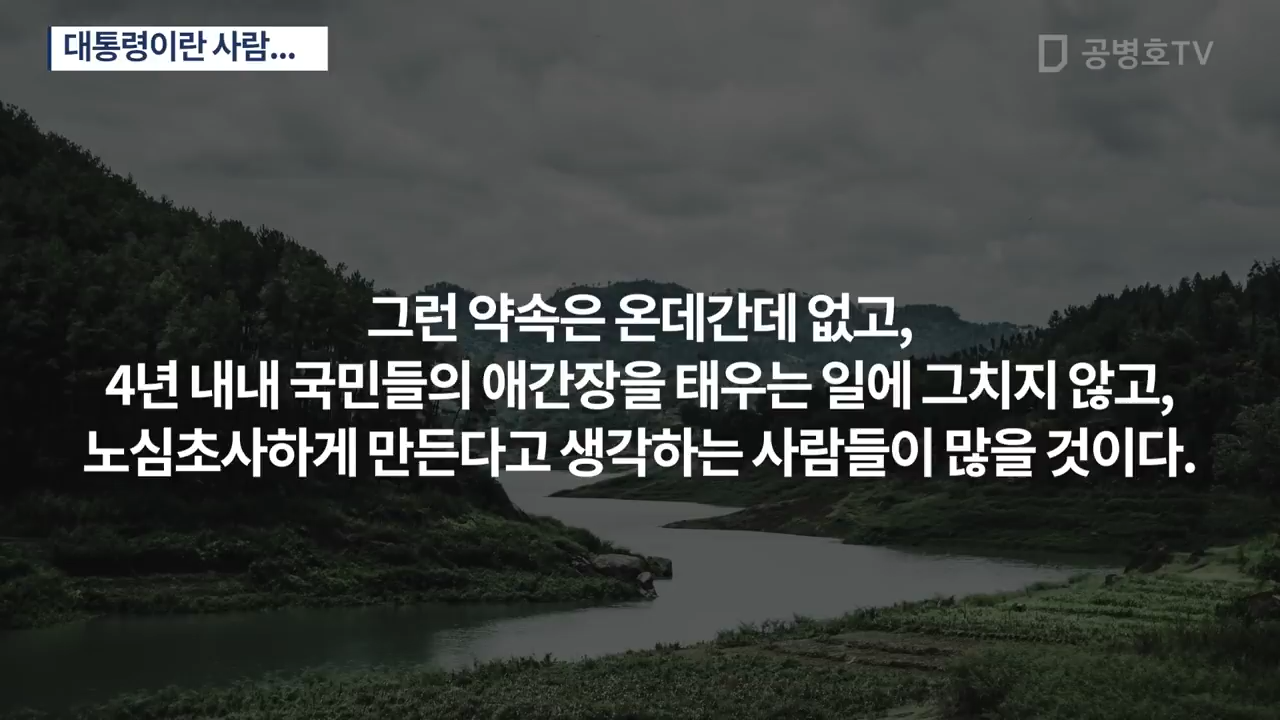 대통령이란 사람...
공병호TV
그런 약속은 온데간데 없고,
4년 내내 국민들의 애간장을 태우는 일에 그치지 않고,
노심초사하게 만든다고 생각하는 사람들이 많을 것이다.